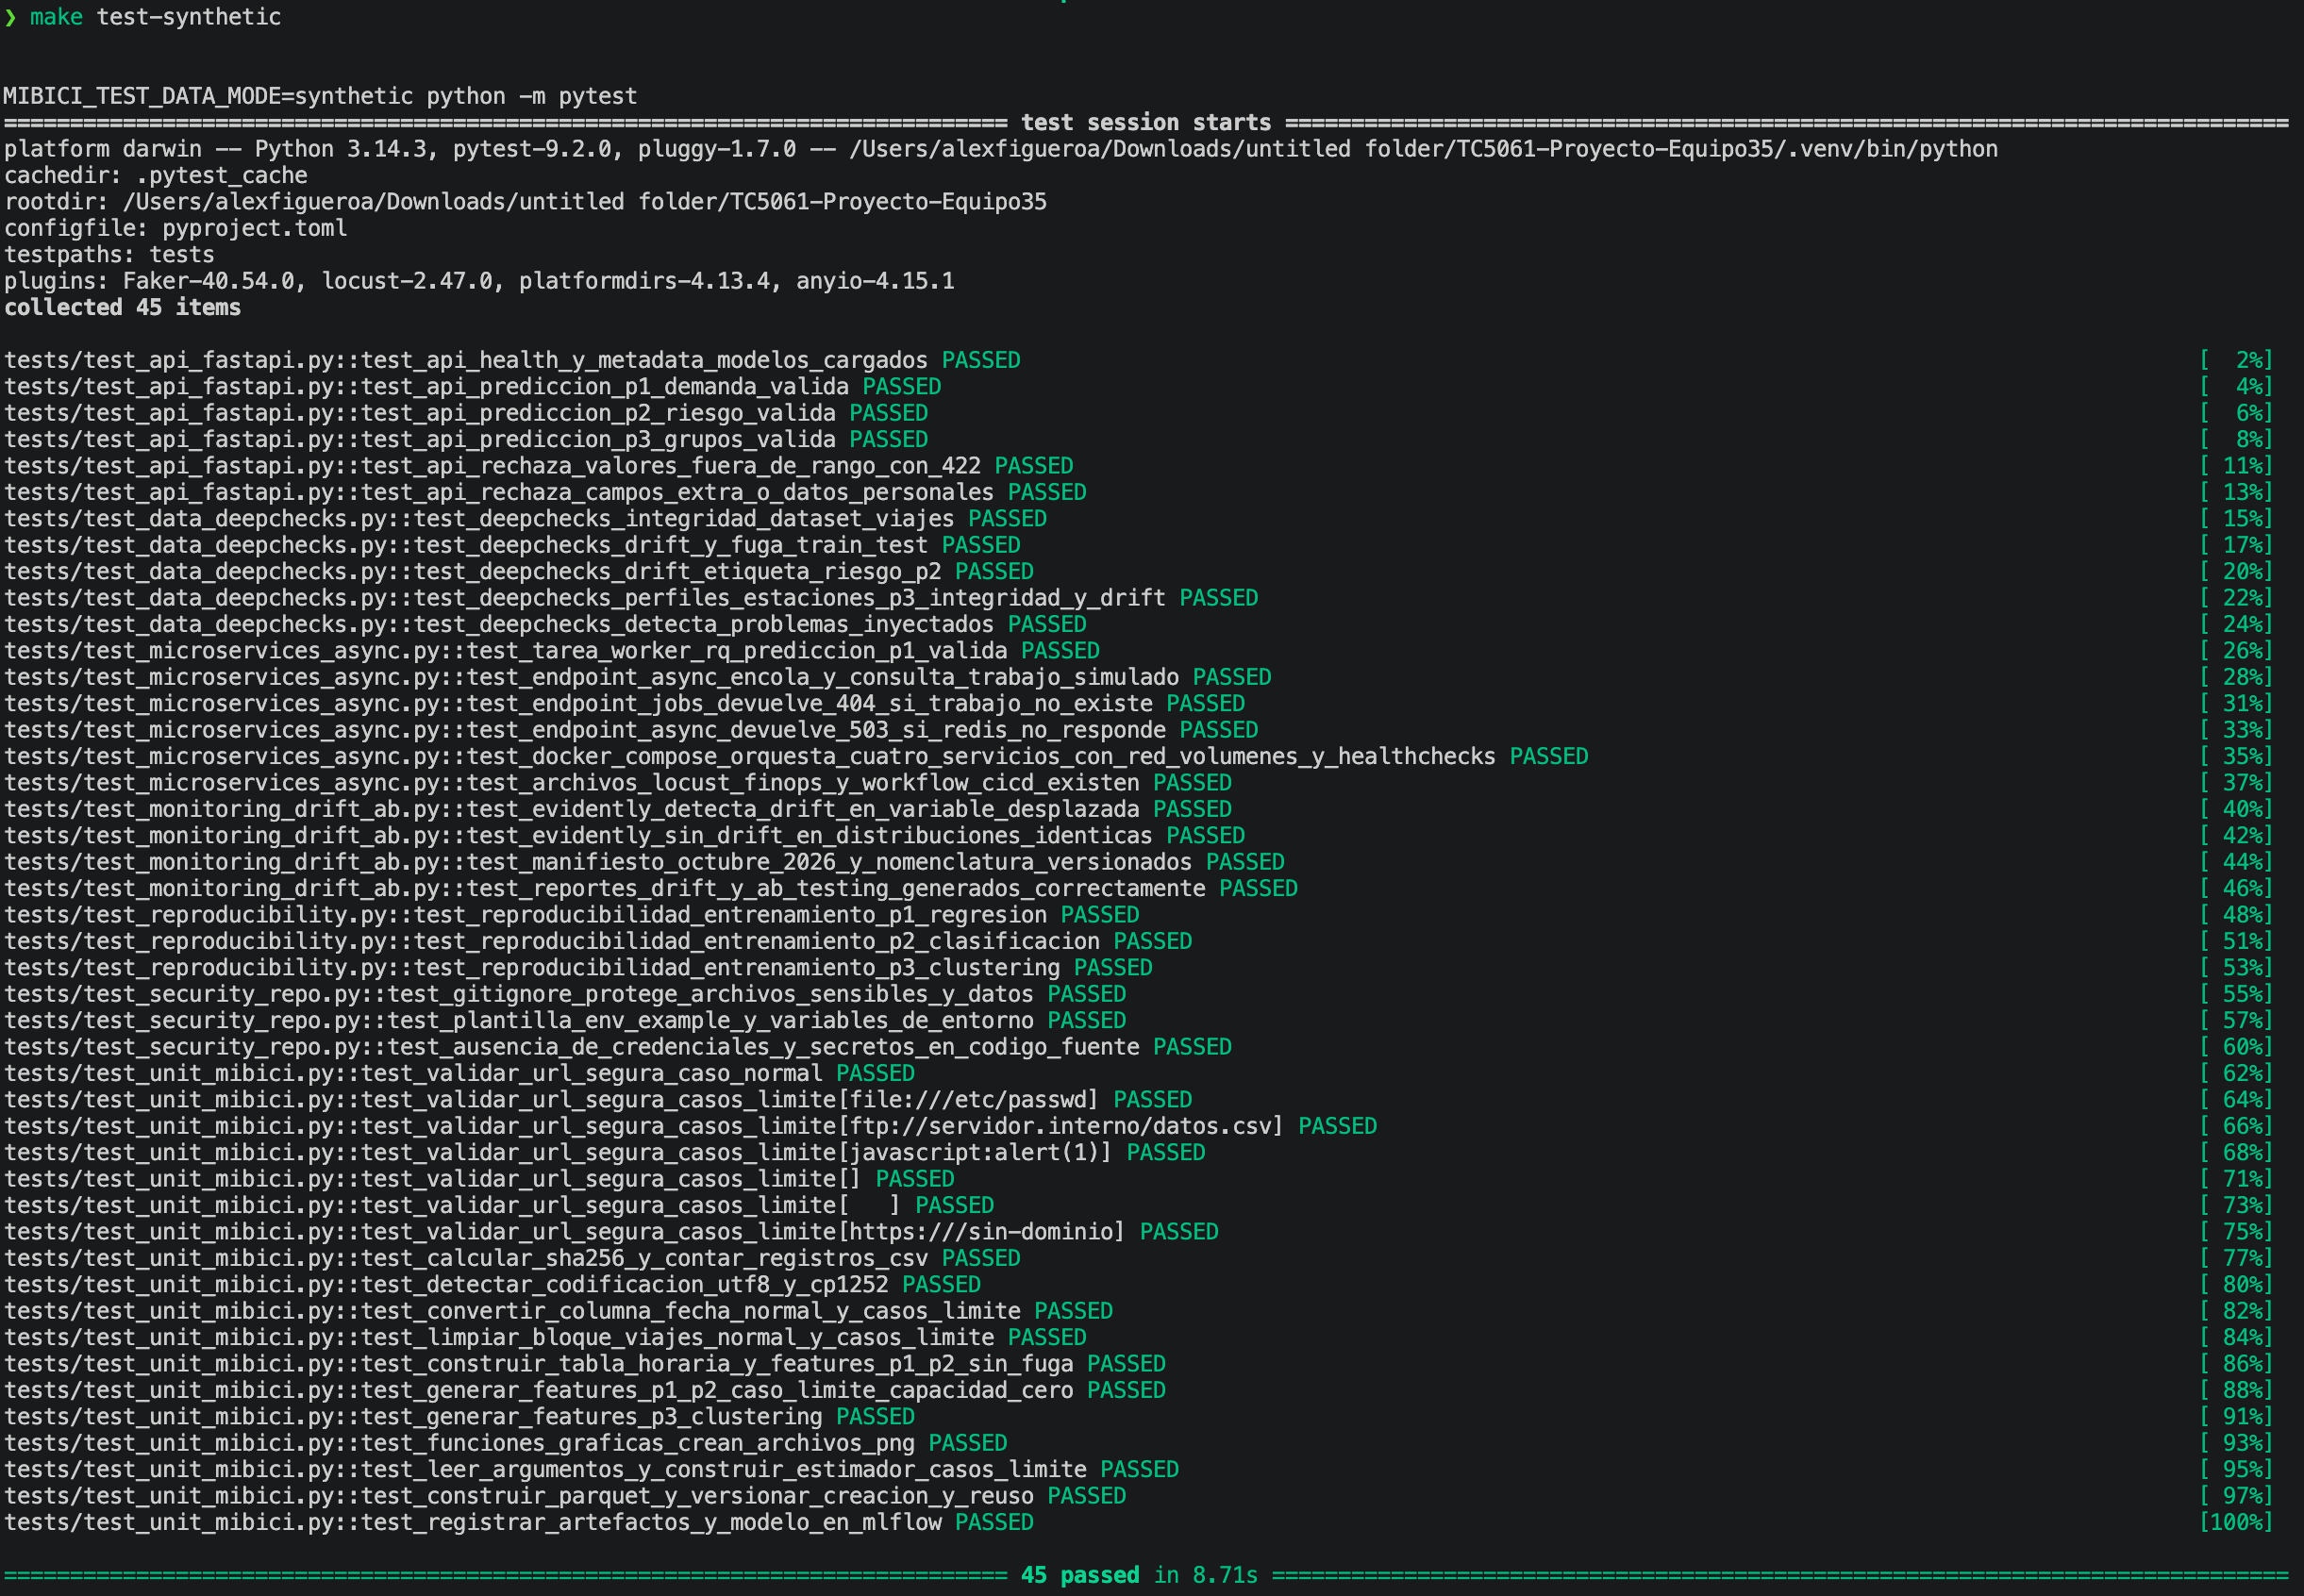 ❯ make test-synthetic
MIBICI_TEST_DATA_MODE=synthetic python -m pytest
============================================================================ test session starts ============================================================================
platform darwin -- Python 3.14.3, pytest-9.2.0, pluggy-1.7.0 -- /Users/alexfigueroa/Downloads/untitled folder/TC5061-Proyecto-Equipo35/.venv/bin/python
cachedir: .pytest_cache
rootdir: /Users/alexfigueroa/Downloads/untitled folder/TC5061-Proyecto-Equipo35
configfile: pyproject.toml
testpaths: tests
plugins: Faker-40.54.0, locust-2.47.0, platformdirs-4.13.4, anyio-4.15.1
collected 45 items
tests/test_api_fastapi.py::test_api_health_y_metadata_modelos_cargados PASSED [  2%]
tests/test_api_fastapi.py::test_api_prediccion_p1_demanda_valida PASSED [  4%]
tests/test_api_fastapi.py::test_api_prediccion_p2_riesgo_valida PASSED [  6%]
tests/test_api_fastapi.py::test_api_prediccion_p3_grupos_valida PASSED [  8%]
tests/test_api_fastapi.py::test_api_rechaza_valores_fuera_de_rango_con_422 PASSED [ 11%]
tests/test_api_fastapi.py::test_api_rechaza_campos_extra_o_datos_personales PASSED [ 13%]
tests/test_data_deepchecks.py::test_deepchecks_integridad_dataset_viajes PASSED [ 15%]
tests/test_data_deepchecks.py::test_deepchecks_drift_y_fuga_train_test PASSED [ 17%]
tests/test_data_deepchecks.py::test_deepchecks_drift_etiqueta_riesgo_p2 PASSED [ 20%]
tests/test_data_deepchecks.py::test_deepchecks_perfiles_estaciones_p3_integridad_y_drift PASSED [ 22%]
tests/test_data_deepchecks.py::test_deepchecks_detecta_problemas_inyectados PASSED [ 24%]
tests/test_microservices_async.py::test_tarea_worker_rq_prediccion_p1_valida PASSED [ 26%]
tests/test_microservices_async.py::test_endpoint_async_encola_y_consulta_trabajo_simulado PASSED [ 28%]
tests/test_microservices_async.py::test_endpoint_jobs_devuelve_404_si_trabajo_no_existe PASSED [ 31%]
tests/test_microservices_async.py::test_endpoint_async_devuelve_503_si_redis_no_responde PASSED [ 33%]
tests/test_microservices_async.py::test_docker_compose_orquesta_cuatro_servicios_con_red_volumenes_y_healthchecks PASSED [ 35%]
tests/test_microservices_async.py::test_archivos_locust_finops_y_workflow_cicd_existen PASSED [ 37%]
tests/test_monitoring_drift_ab.py::test_evidently_detecta_drift_en_variable_desplazada PASSED [ 40%]
tests/test_monitoring_drift_ab.py::test_evidently_sin_drift_en_distribuciones_identicas PASSED [ 42%]
tests/test_monitoring_drift_ab.py::test_manifiesto_octubre_2026_y_nomenclatura_versionados PASSED [ 44%]
tests/test_monitoring_drift_ab.py::test_reportes_drift_y_ab_testing_generados_correctamente PASSED [ 46%]
tests/test_reproducibility.py::test_reproducibilidad_entrenamiento_p1_regresion PASSED [ 48%]
tests/test_reproducibility.py::test_reproducibilidad_entrenamiento_p2_clasificacion PASSED [ 51%]
tests/test_reproducibility.py::test_reproducibilidad_entrenamiento_p3_clustering PASSED [ 53%]
tests/test_security_repo.py::test_gitignore_protege_archivos_sensibles_y_datos PASSED [ 55%]
tests/test_security_repo.py::test_plantilla_env_example_y_variables_de_entorno PASSED [ 57%]
tests/test_security_repo.py::test_ausencia_de_credenciales_y_secretos_en_codigo_fuente PASSED [ 60%]
tests/test_unit_mibici.py::test_validar_url_segura_caso_normal PASSED [ 62%]
tests/test_unit_mibici.py::test_validar_url_segura_casos_limite[file:///etc/passwd] PASSED [ 64%]
tests/test_unit_mibici.py::test_validar_url_segura_casos_limite[ftp://servidor.interno/datos.csv] PASSED [ 66%]
tests/test_unit_mibici.py::test_validar_url_segura_casos_limite[javascript:alert(1)] PASSED [ 68%]
tests/test_unit_mibici.py::test_validar_url_segura_casos_limite[] PASSED [ 71%]
tests/test_unit_mibici.py::test_validar_url_segura_casos_limite[   ] PASSED [ 73%]
tests/test_unit_mibici.py::test_validar_url_segura_casos_limite[https:///sin-dominio] PASSED [ 75%]
tests/test_unit_mibici.py::test_calcular_sha256_y_contar_registros_csv PASSED [ 77%]
tests/test_unit_mibici.py::test_detectar_codificacion_utf8_y_cp1252 PASSED [ 80%]
tests/test_unit_mibici.py::test_convertir_columna_fecha_normal_y_casos_limite PASSED [ 82%]
tests/test_unit_mibici.py::test_limpiar_bloque_viajes_normal_y_casos_limite PASSED [ 84%]
tests/test_unit_mibici.py::test_construir_tabla_horaria_y_features_p1_p2_sin_fuga PASSED [ 86%]
tests/test_unit_mibici.py::test_generar_features_p1_p2_caso_limite_capacidad_cero PASSED [ 88%]
tests/test_unit_mibici.py::test_generar_features_p3_clustering PASSED [ 91%]
tests/test_unit_mibici.py::test_funciones_graficas_crean_archivos_png PASSED [ 93%]
tests/test_unit_mibici.py::test_leer_argumentos_y_construir_estimador_casos_limite PASSED [ 95%]
tests/test_unit_mibici.py::test_construir_parquet_y_versionar_creacion_y_reuso PASSED [ 97%]
tests/test_unit_mibici.py::test_registrar_artefactos_y_modelo_en_mlflow PASSED [100%]
============================================================================ 45 passed in 8.71s =============================================================================